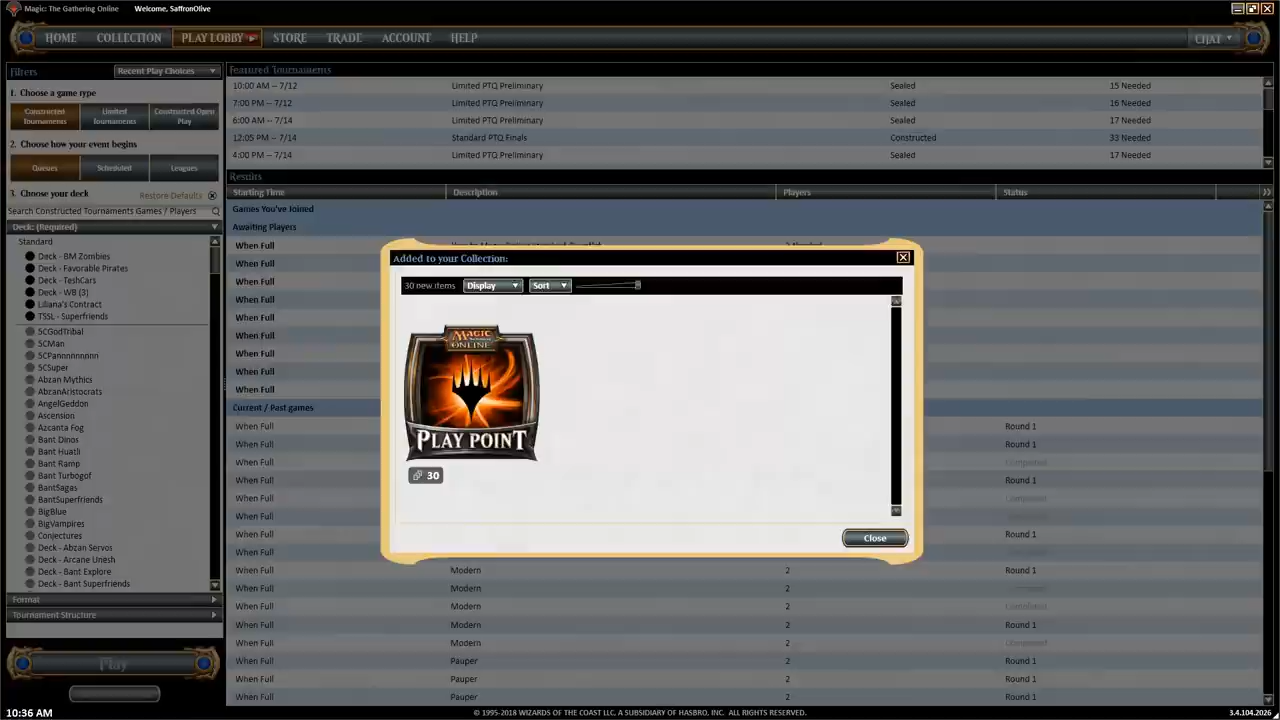 Magic: The Gathering Online Welcome, SaffronOlive
HOME COLLECTION PLAY LOBBY STORE TRADE ACCOUNT HELP CHAT
Filters Recent Play Choices
1. Choose a game type
Constructed Tournaments Limited Tournaments Constructed Open Play
2. Choose how your event begins
Queues Scheduled Leagues
3. Choose your deck Restore Defaults
Search Constructed Tournaments Games / Players
Deck: (Required)
Standard
Deck - BM Zombies
Deck - Favorable Pirates
Deck - TeshCars
Deck - WB (3)
Liliana's Contract
TSSL - Superfriends
SCGodTribal
SCMan
SCPannnnnnnn
SCSuper
Abzan Mythics
AbzanAristocrats
AngelGeddon
Ascension
Azcanta Fog
Bant Dinos
Bant Huatli
Bant Ramp
Bant Turbogof
BantSagas
BantSuperfriends
BigBlue
BigVampires
Conjectures
Deck - Abzan Servos
Deck - Arcane Unesh
Deck - Bant Explore
Deck - Bant Superfriends
Format
Tournament Structure
Play
10:36 AM
Featured Tournaments
10:00 AM -- 7/12 Limited PTQ Preliminary Sealed 15 Needed
7:00 PM -- 7/12 Limited PTQ Preliminary Sealed 16 Needed
6:00 AM -- 7/14 Limited PTQ Preliminary Sealed 17 Needed
12:05 PM -- 7/14 Standard PTQ Finals Constructed 33 Needed
4:00 PM -- 7/14 Limited PTQ Preliminary Sealed 17 Needed
Results
Starting Time Description Players Status
Games You've Joined
Awaiting Players
When Full
When Full
When Full
When Full
When Full
When Full
When Full
When Full
When Full
Current / Past games
When Full Round 1
When Full Round 1
When Full Completed
When Full Round 1
When Full
When Full
When Full Round 1
When Full
When Full Modern 2 Round 1
When Full Modern 2
When Full Modern 2 Completed
When Full Modern 2 Round 1
When Full Modern 2 Completed
When Full Pauper 2 Round 1
When Full Pauper 2 Round 1
When Full Pauper 2 Round 1
Added to your Collection:
30 new items Display Sort
MAGIC
ONLINE
PLAY POINT
30
Close
© 1995-2018 WIZARDS OF THE COAST LLC, A SUBSIDIARY OF HASBRO, INC. ALL RIGHTS RESERVED.
3.4.104.2026